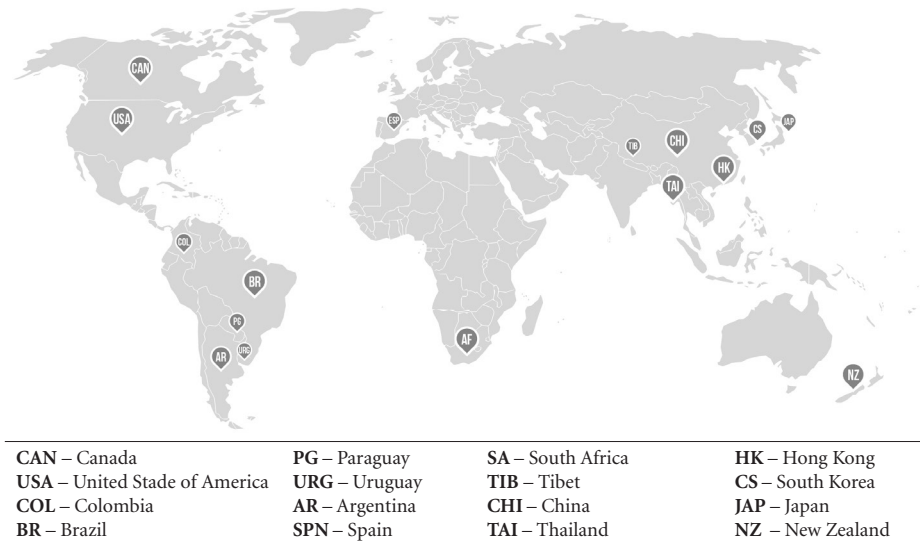 CAN
USA
ESP
JAP
CS
TIB
CHI
HK
TAI
COL
BR
PG
URG
AR
AF
NZ
CAN – Canada
USA – United Stade of America
COL – Colombia
BR – Brazil
PG – Paraguay
URG – Uruguay
AR – Argentina
SPN – Spain
SA – South Africa
TIB – Tibet
CHI – China
TAI – Thailand
HK – Hong Kong
CS – South Korea
JAP – Japan
NZ – New Zealand